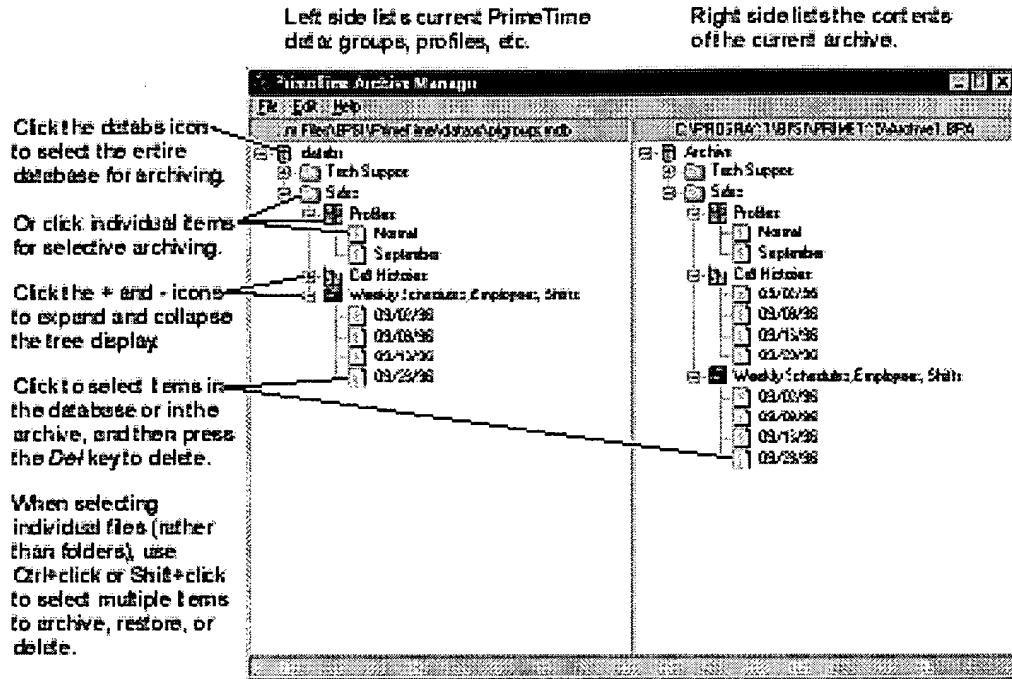 Left side lists current PrimeTime
data: groups, profiles, etc.
Right side lists the contents
of the current archive.
PrimeTime Archive Manager
File Edit Help
Click the databs icon
to select the entire
database for archiving.
Or click individual items
for selective archiving.
Click the + and - icons
to expand and collapse
the tree display
Click to select items in
the database or in the
archive, and then press
the Del key to delete.
When selecting
individual files (rather
than folders), use
Ctrl+click or Shift+click
to select multiple items
to archive, restore, or
delete.
databs
Tech Suppor
Sales
Profiles
Normal
September
Call Histories
Weekly Schedules, Employees, Shifts
Archive
Tech Suppor
Sales
Profiles
Normal
September
Call Histories
Weekly Schedules, Employees, Shifts